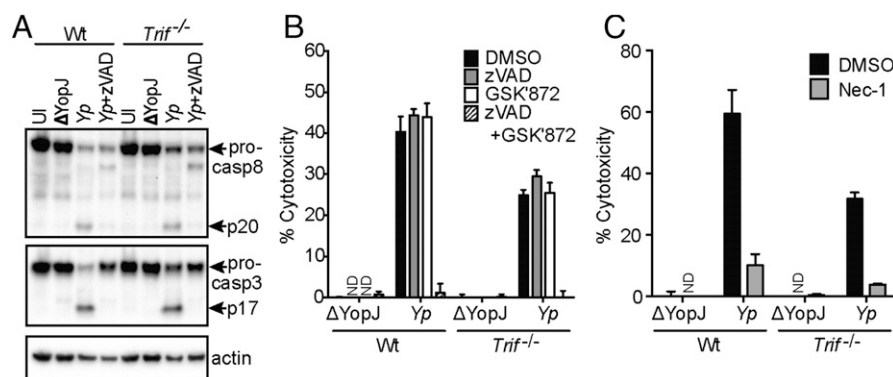 A
Wt
Trif-/-
UI
ΔYopJ
Yp
Yp+zVAD
UI
ΔYopJ
Yp
Yp+zVAD
pro-
casp8
p20
pro-
casp3
p17
actin
B
% Cytotoxicity
60
50
40
30
20
10
0
DMSO
zVAD
GSK'872
zVAD
+GSK'872
ND
ND
ΔYopJ
Yp
ΔYopJ
Yp
Wt
Trif-/-
C
% Cytotoxicity
80
60
40
20
0
DMSO
Nec-1
ND
ND
ΔYopJ
Yp
ΔYopJ
Yp
Wt
Trif-/-